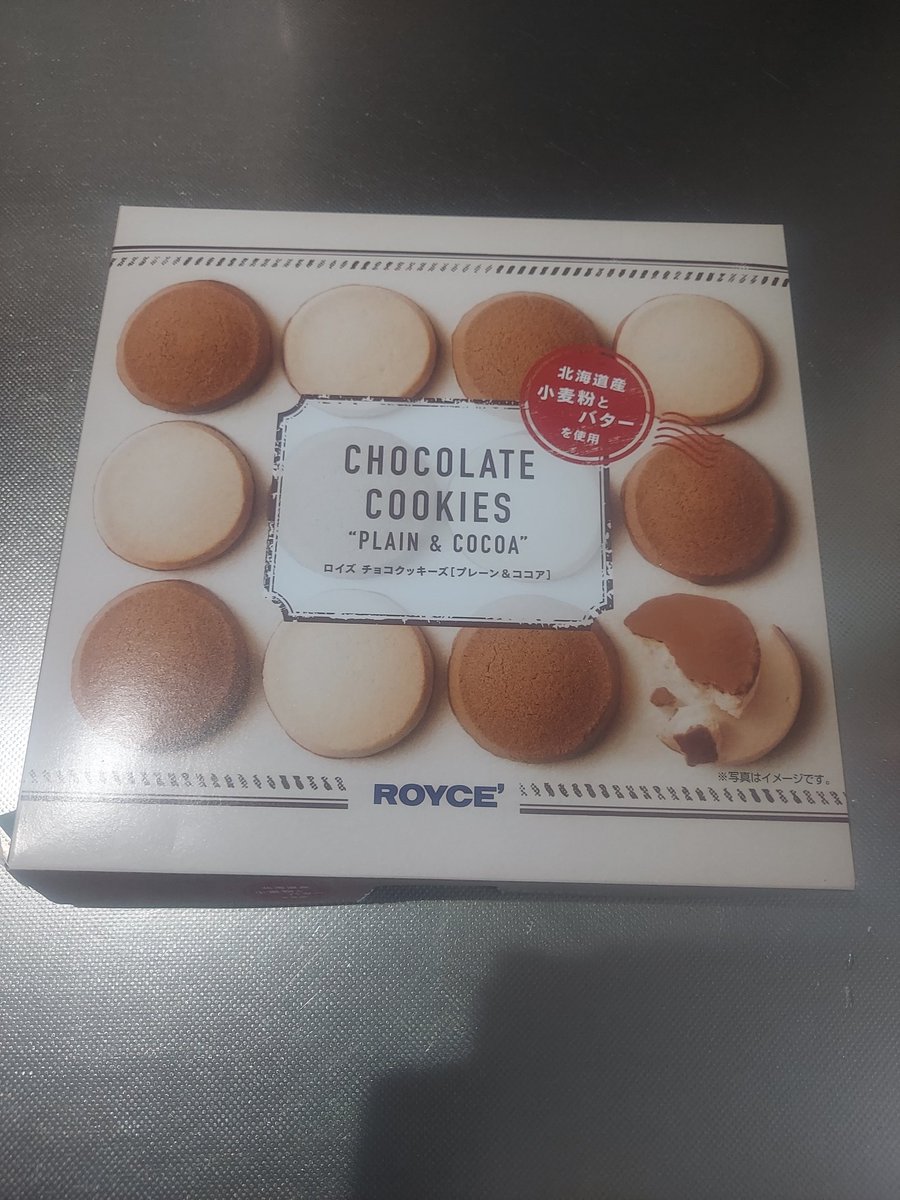 北海道産
小麦粉と
バター
を使用
CHOCOLATE
COOKIES
"PLAIN & COCOA"
ロイズ チョコクッキーズ[プレーン&ココア]
※写真はイメージです。
ROYCE'